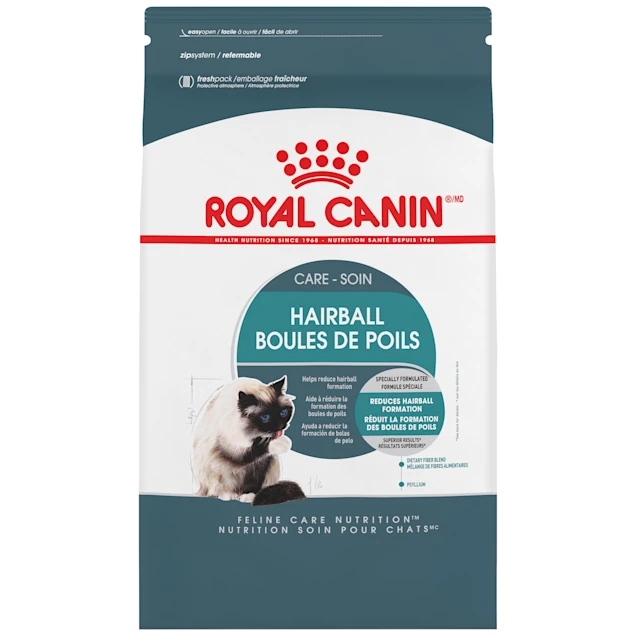 easyopen / facile à ouvrir / fácil de abrir
zipsystem / refermable
freshpack / emballage fraîcheur
Protective atmosphere / Atmosphère protectrice
ROYAL CANIN®/MD
HEALTH NUTRITION SINCE 1968 - NUTRITION SANTÉ DEPUIS 1968
CARE - SOIN
HAIRBALL
BOULES DE POILS
Helps reduce hairball
formation
Aide à réduire la
formation des
boules de poils
Ayuda a reducir la
formación de bolas
de pelo
SPECIALLY FORMULATED
FORMULE SPÉCIALE
REDUCES HAIRBALL
FORMATION
RÉDUIT LA FORMATION
DES BOULES DE POILS
SUPERIOR RESULTS*
RÉSULTATS SUPÉRIEURS*
DIETARY FIBER BLEND
MÉLANGE DE FIBRES ALIMENTAIRES
PSYLLIUM
FELINE CARE NUTRITION™
NUTRITION SOIN POUR CHATSMC